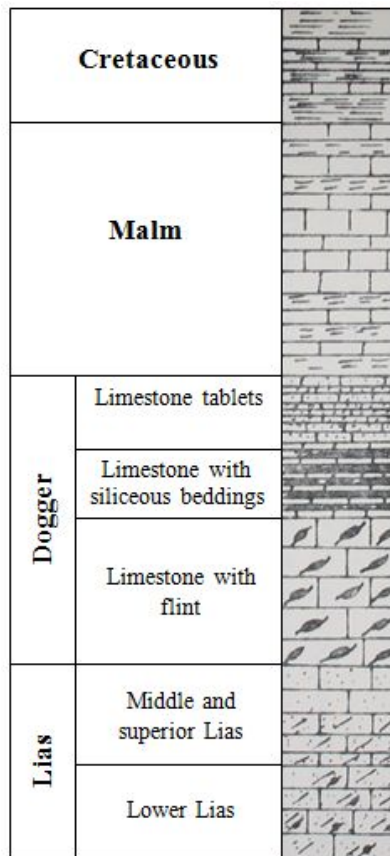 Cretaceous
Malm
Dogger
Limestone tablets
Limestone with
siliceous beddings
Limestone with
flint
Lias
Middle and
superior Lias
Lower Lias